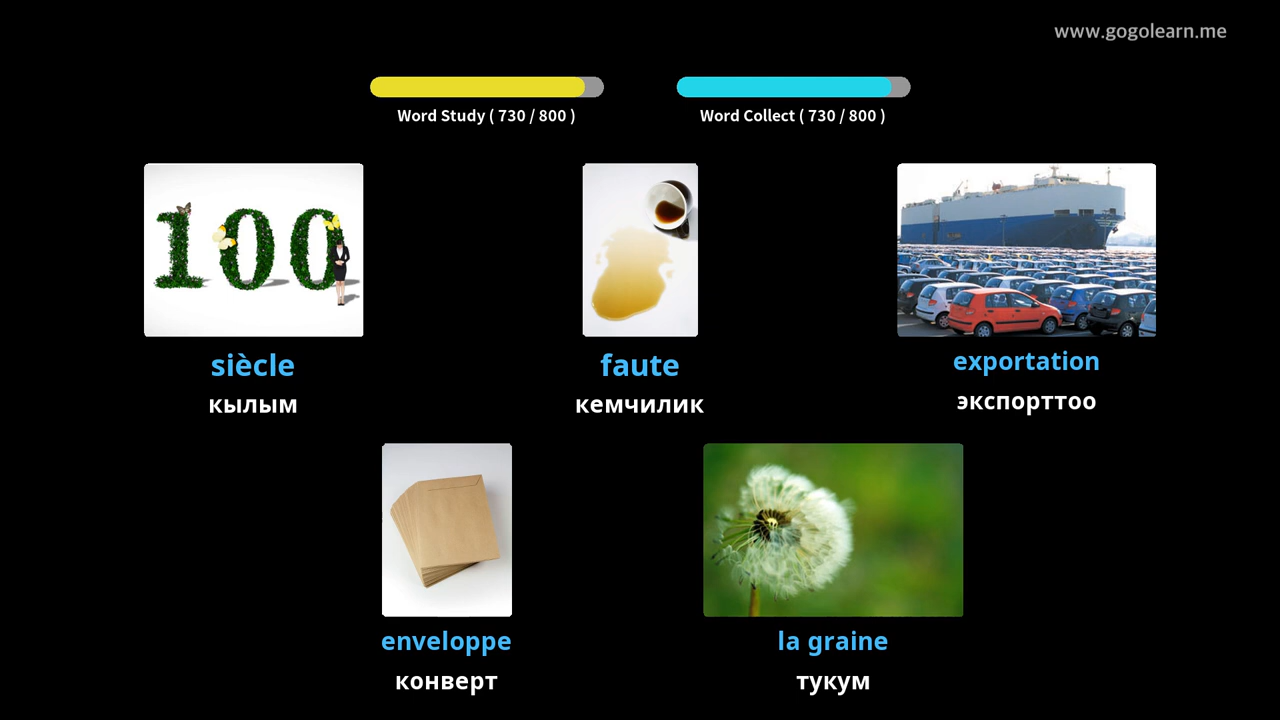 www.gogolearn.me
Word Study ( 730 / 800 )
Word Collect ( 730 / 800 )
100
siècle
кылым
faute
кемчилик
exportation
экспорттоо
enveloppe
конверт
la graine
тукум